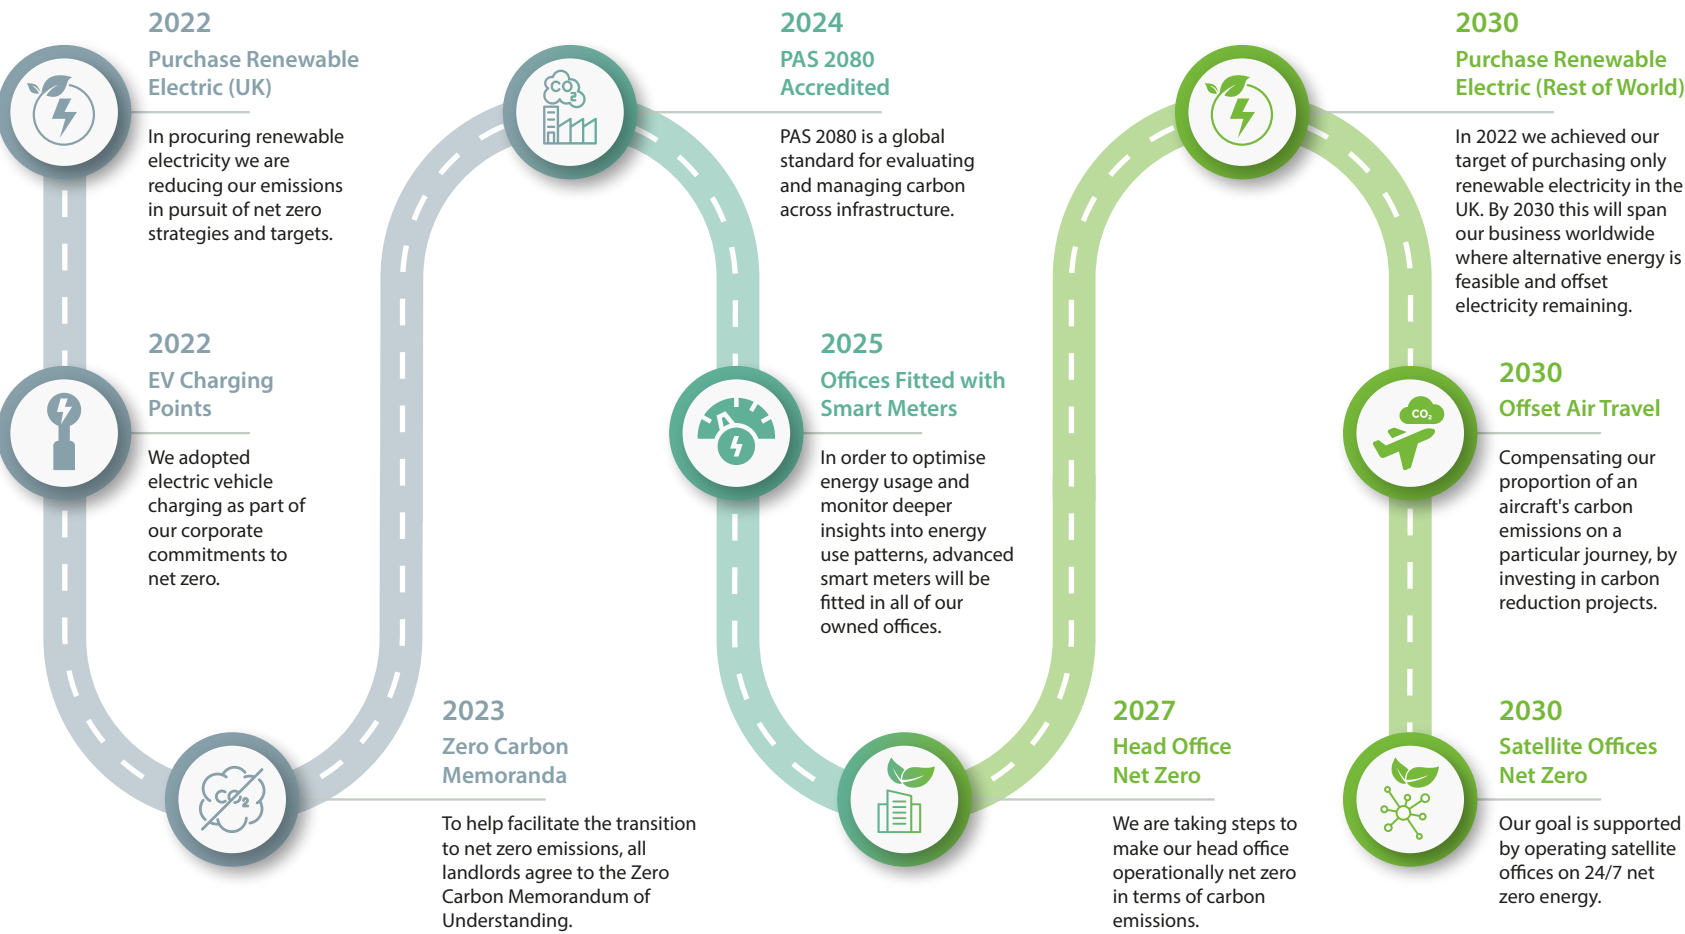 2022
Purchase Renewable
Electric (UK)
In procuring renewable
electricity we are
reducing our emissions
in pursuit of net zero
strategies and targets.
2022
EV Charging
Points
We adopted
electric vehicle
charging as part of
our corporate
commitments to
net zero.
CO2
2023
Zero Carbon
Memoranda
To help facilitate the transition
to net zero emissions, all
landlords agree to the Zero
Carbon Memorandum of
Understanding.
CO2
2024
PAS 2080
Accredited
PAS 2080 is a global
standard for evaluating
and managing carbon
across infrastructure.
2025
Offices Fitted with
Smart Meters
In order to optimise
energy usage and
monitor deeper
insights into energy
use patterns, advanced
smart meters will be
fitted in all of our
owned offices.
2027
Head Office
Net Zero
We are taking steps to
make our head office
operationally net zero
in terms of carbon
emissions.
2030
Purchase Renewable
Electric (Rest of World)
In 2022 we achieved our
target of purchasing only
renewable electricity in the
UK. By 2030 this will span
our business worldwide
where alternative energy is
feasible and offset
electricity remaining.
CO₂
2030
Offset Air Travel
Compensating our
proportion of an
aircraft's carbon
emissions on a
particular journey, by
investing in carbon
reduction projects.
2030
Satellite Offices
Net Zero
Our goal is supported
by operating satellite
offices on 24/7 net
zero energy.